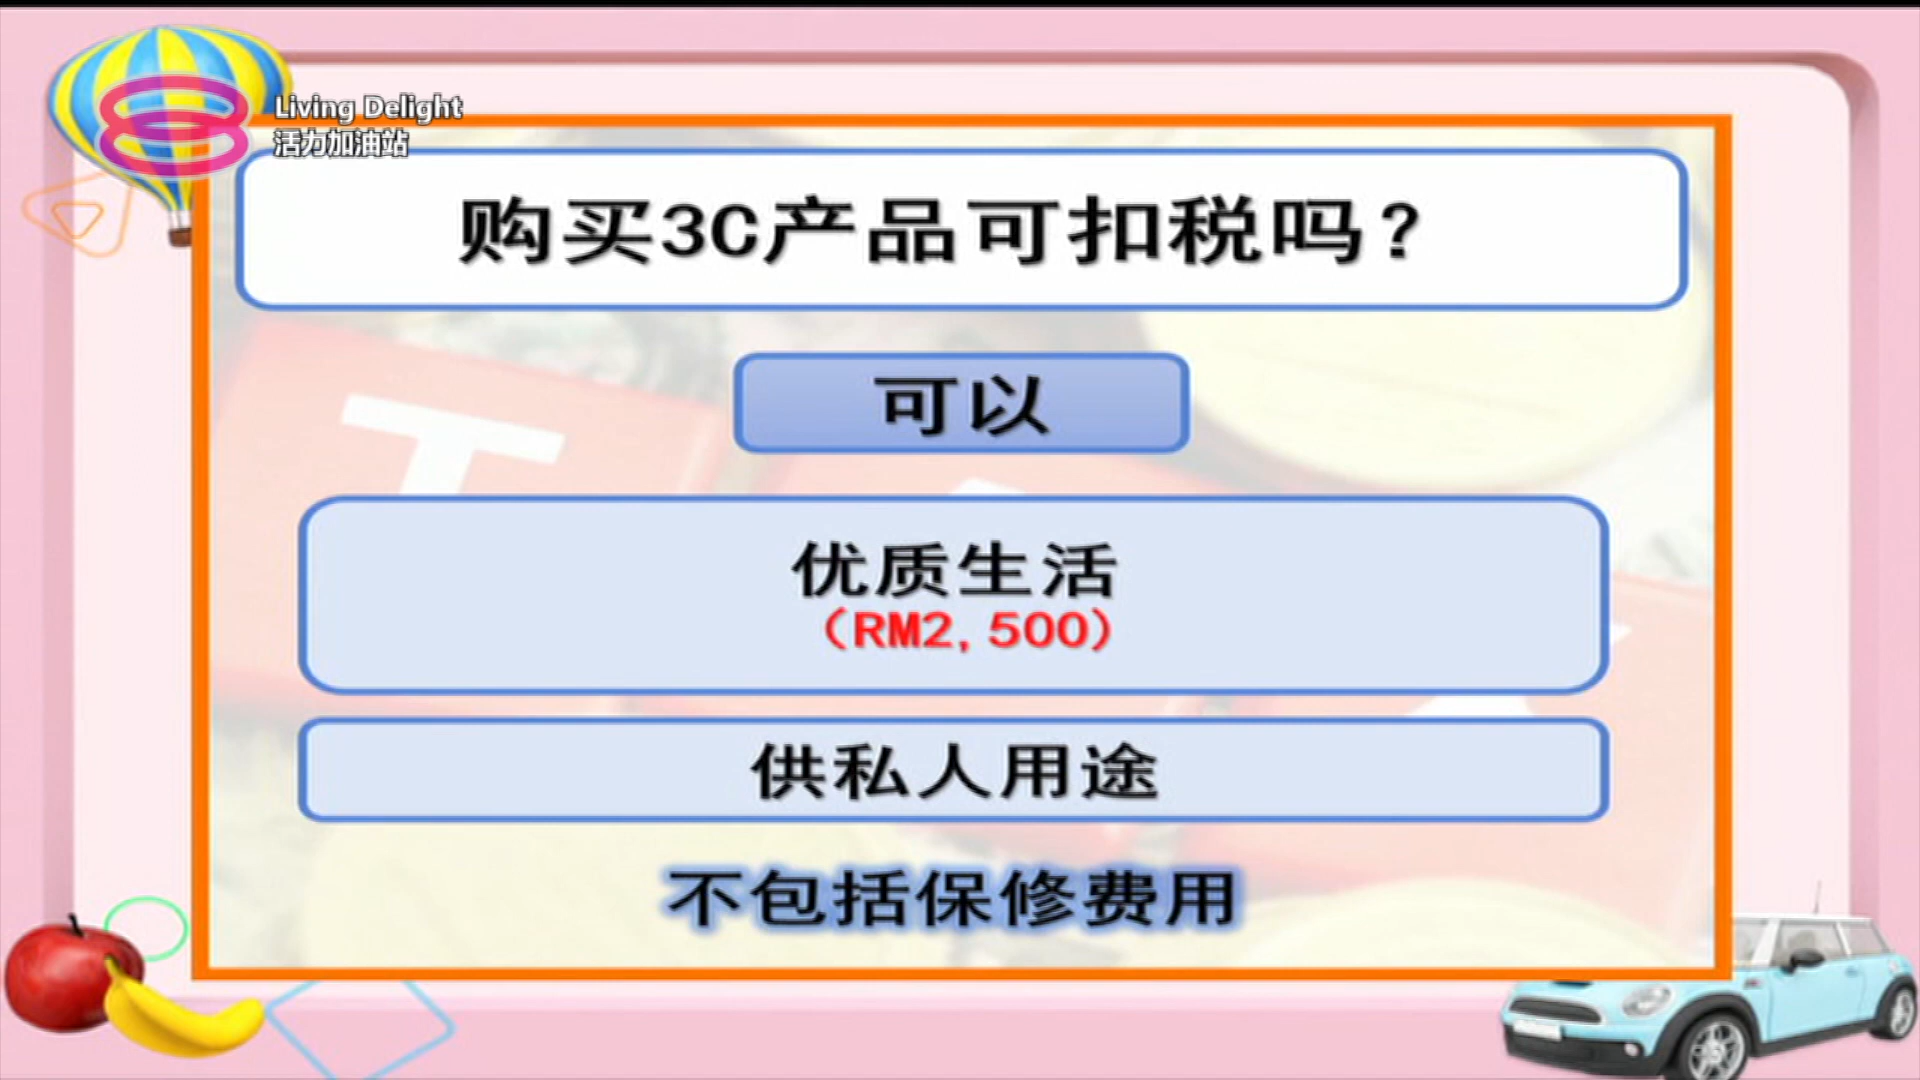 Living Delight
活力加油站
购买3C产品可扣税吗？
可以
优质生活
（RM2,500）
供私人用途
不包括保修费用